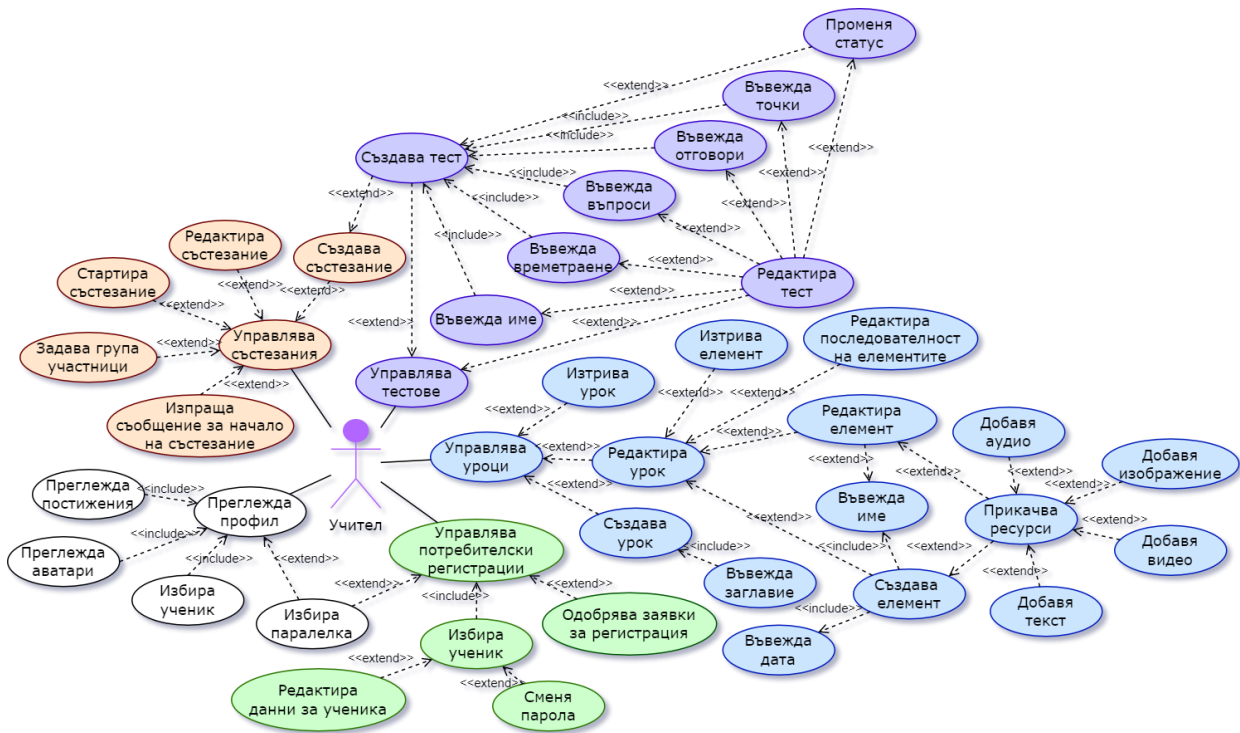 Променя
статус
<<extend>>
Въвежда
точки
<<include>>
<<include>>
Въвежда
отговори
<<extend>>
Създава тест
<<include>>
Въвежда
въпроси
<<extend>>
<<extend>>
<<extend>>
<<include>>
<<extend>>
<<include>>
Редактира
състезание
Създава
състезание
Въвежда
времетраене
<<extend>>
Редактира
тест
Стартира
състезание
<<extend>>
<<extend>>
<<extend>>
<<extend>>
Въвежда име
<<extend>>
<<extend>>
Управлява
състезания
Задава група
участници
<<extend>>
Изтрива
елемент
Редактира
последователност
на елементите
Управлява
тестове
<<extend>>
Изтрива
урок
<<extend>>
Изпраща
съобщение за начало
на състезание
<<extend>>
<<extend>>
<<extend>>
Редактира
елемент
Добавя
аудио
Управлява
уроци
<<extend>>
Редактира
урок
<<extend>>
<<extend>>
Добавя
изображение
Преглежда
постижения
<<include>>
Преглежда
профил
Учител
<<extend>>
<<extend>>
<<extend>>
Въвежда
име
Прикачва
ресурси
<<extend>>
Създава
урок
Управлява
потребителски
регистрации
Добавя
видео
Преглежда
аватари
<<include>>
<<include>>
<<extend>>
<<include>>
<<include>>
<<extend>>
<<extend>>
Въвежда
заглавие
Създава
елемент
Избира
ученик
<<extend>>
<<include>>
<<extend>>
Избира
паралелка
Одобрява заявки
за регистрация
<<include>>
Добавя
текст
Избира
ученик
Въвежда
дата
<<extend>>
<<extend>>
Редактира
данни за ученика
Сменя
парола